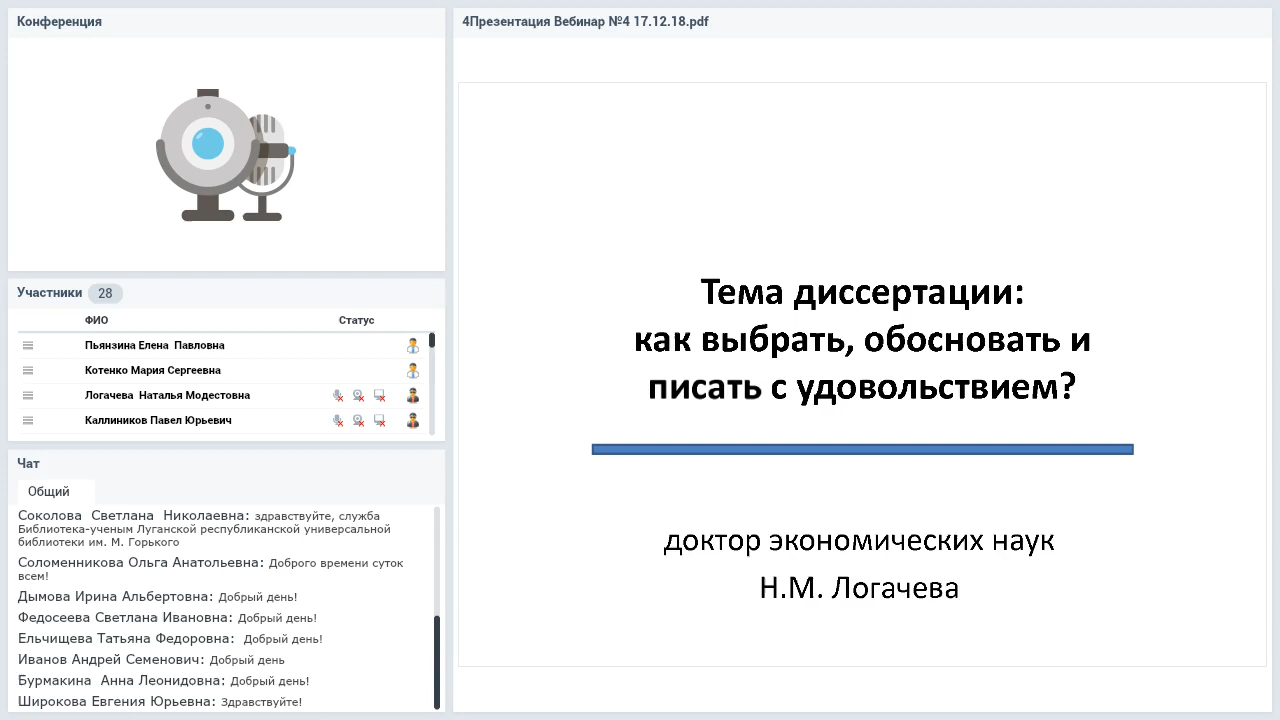 Конференция
Участники 28
ФИО Статус
Пьянзина Елена Павловна
Котенко Мария Сергеевна
Логачева Наталья Модестовна
Каллиников Павел Юрьевич
Чат
Общий
Соколова Светлана Николаевна: здравствуйте, служба
Библиотека-ученым Луганской республиканской универсальной
библиотеки им. М. Горького
Соломенникова Ольга Анатольевна: Доброго времени суток
всем!
Дымова Ирина Альбертовна: Добрый день!
Федосеева Светлана Ивановна: Добрый день!
Ельчищева Татьяна Федоровна: Добрый день!
Иванов Андрей Семенович: Добрый день
Бурмакина Анна Леонидовна: Добрый день!
Широкова Евгения Юрьевна: Здравствуйте!
4Презентация Вебинар №4 17.12.18.pdf
Тема диссертации:
как выбрать, обосновать и
писать с удовольствием?
доктор экономических наук
Н.М. Логачева